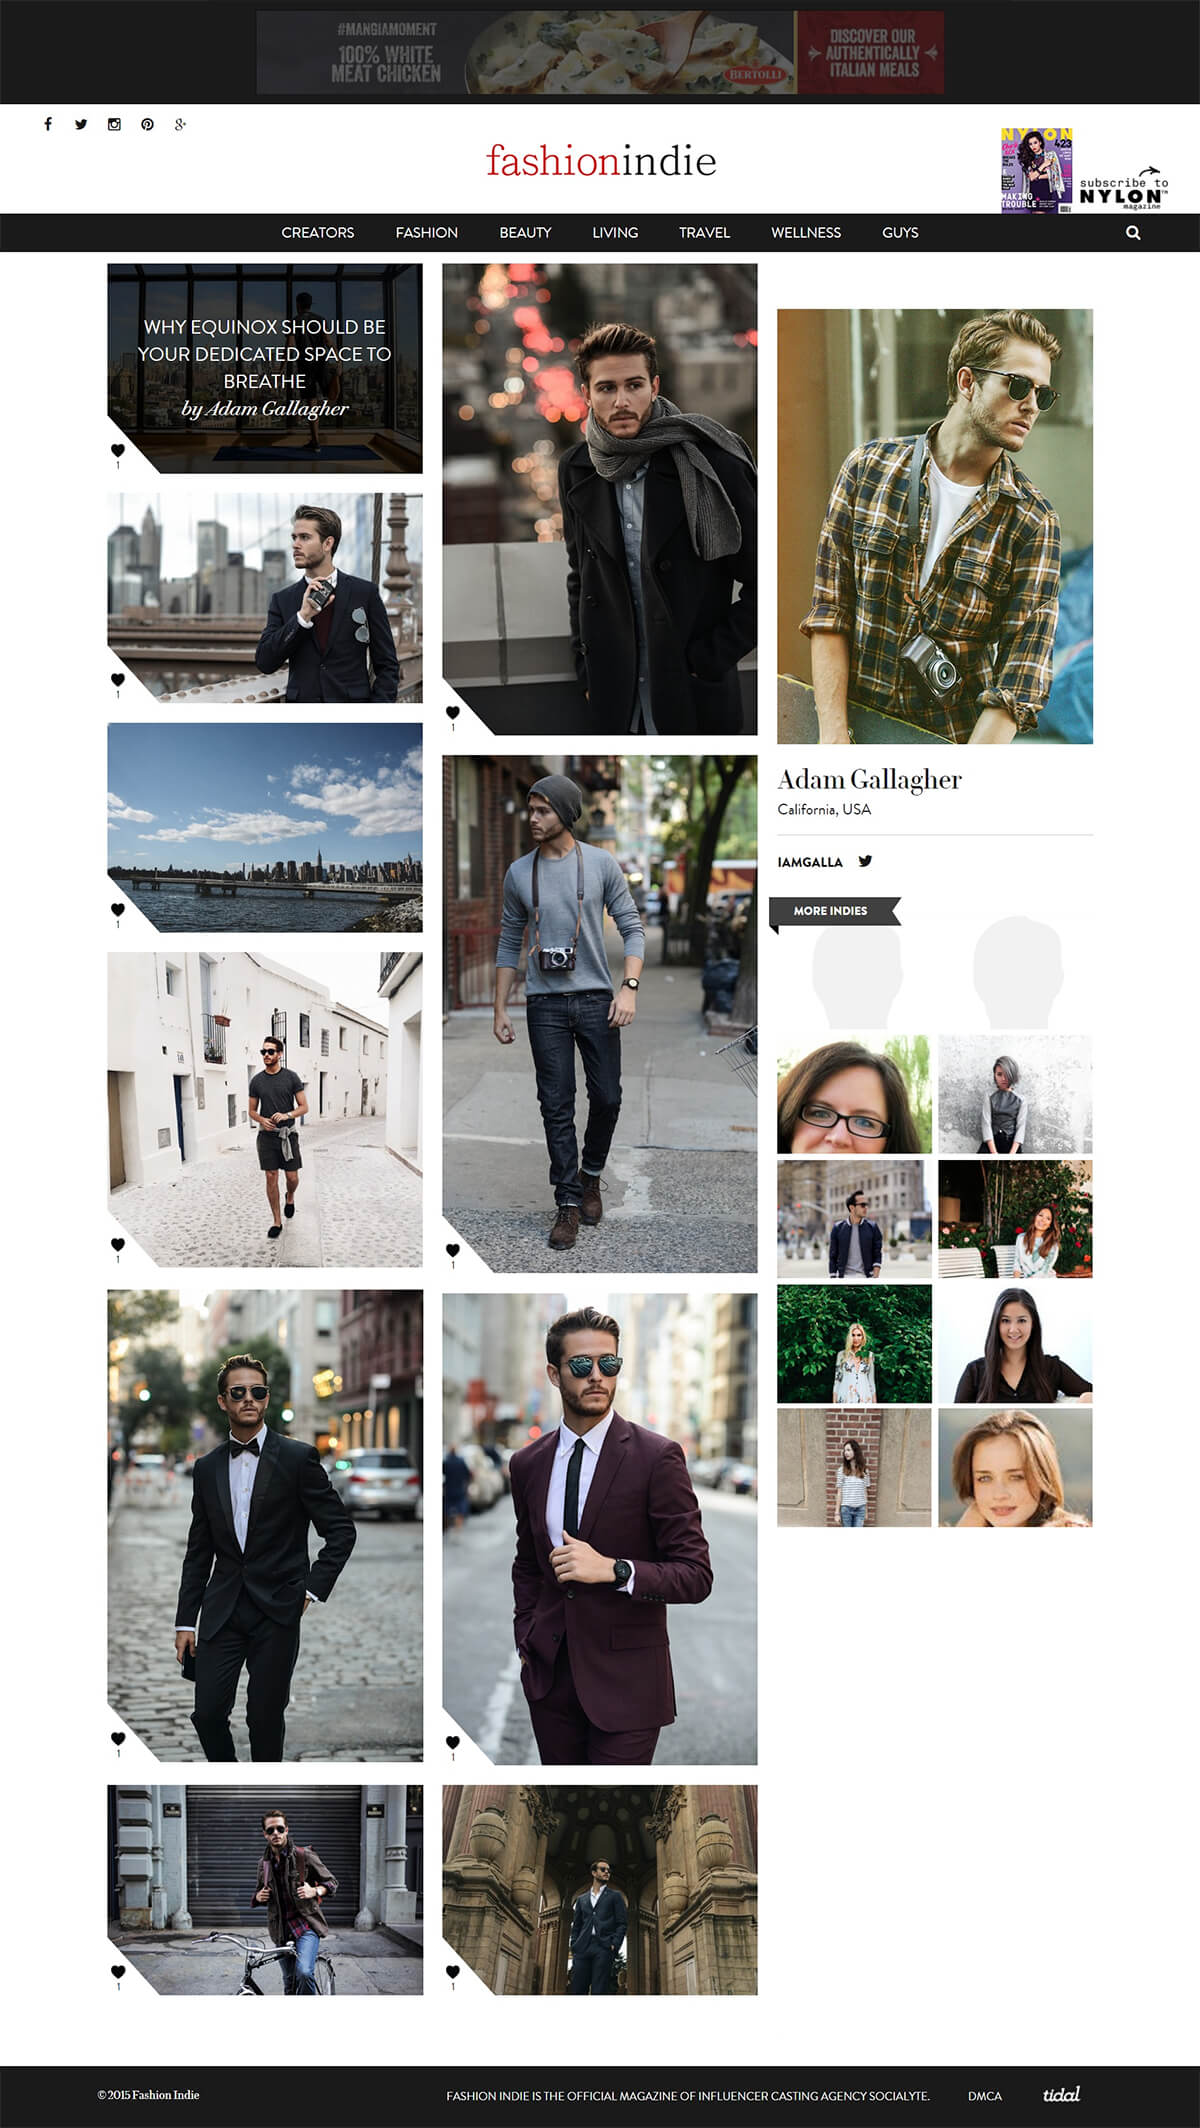 #MANGIAMOMENT
100% WHITE
MEAT CHICKEN
BERTOLLI
DISCOVER OUR
AUTHENTICALLY
ITALIAN MEALS
fashionindie
NYLON
MAKING
TROUBLE
subscribe to
NYLON™
magazine
CREATORS FASHION BEAUTY LIVING TRAVEL WELLNESS GUYS
WHY EQUINOX SHOULD BE
YOUR DEDICATED SPACE TO
BREATHE
by Adam Gallagher
1
1
1
1
1
1
1
1
1
1
Adam Gallagher
California, USA
IAMGALLA
MORE INDIES
©2015 Fashion Indie
FASHION INDIE IS THE OFFICIAL MAGAZINE OF INFLUENCER CASTING AGENCY SOCIALYTE.
DMCA
tidal